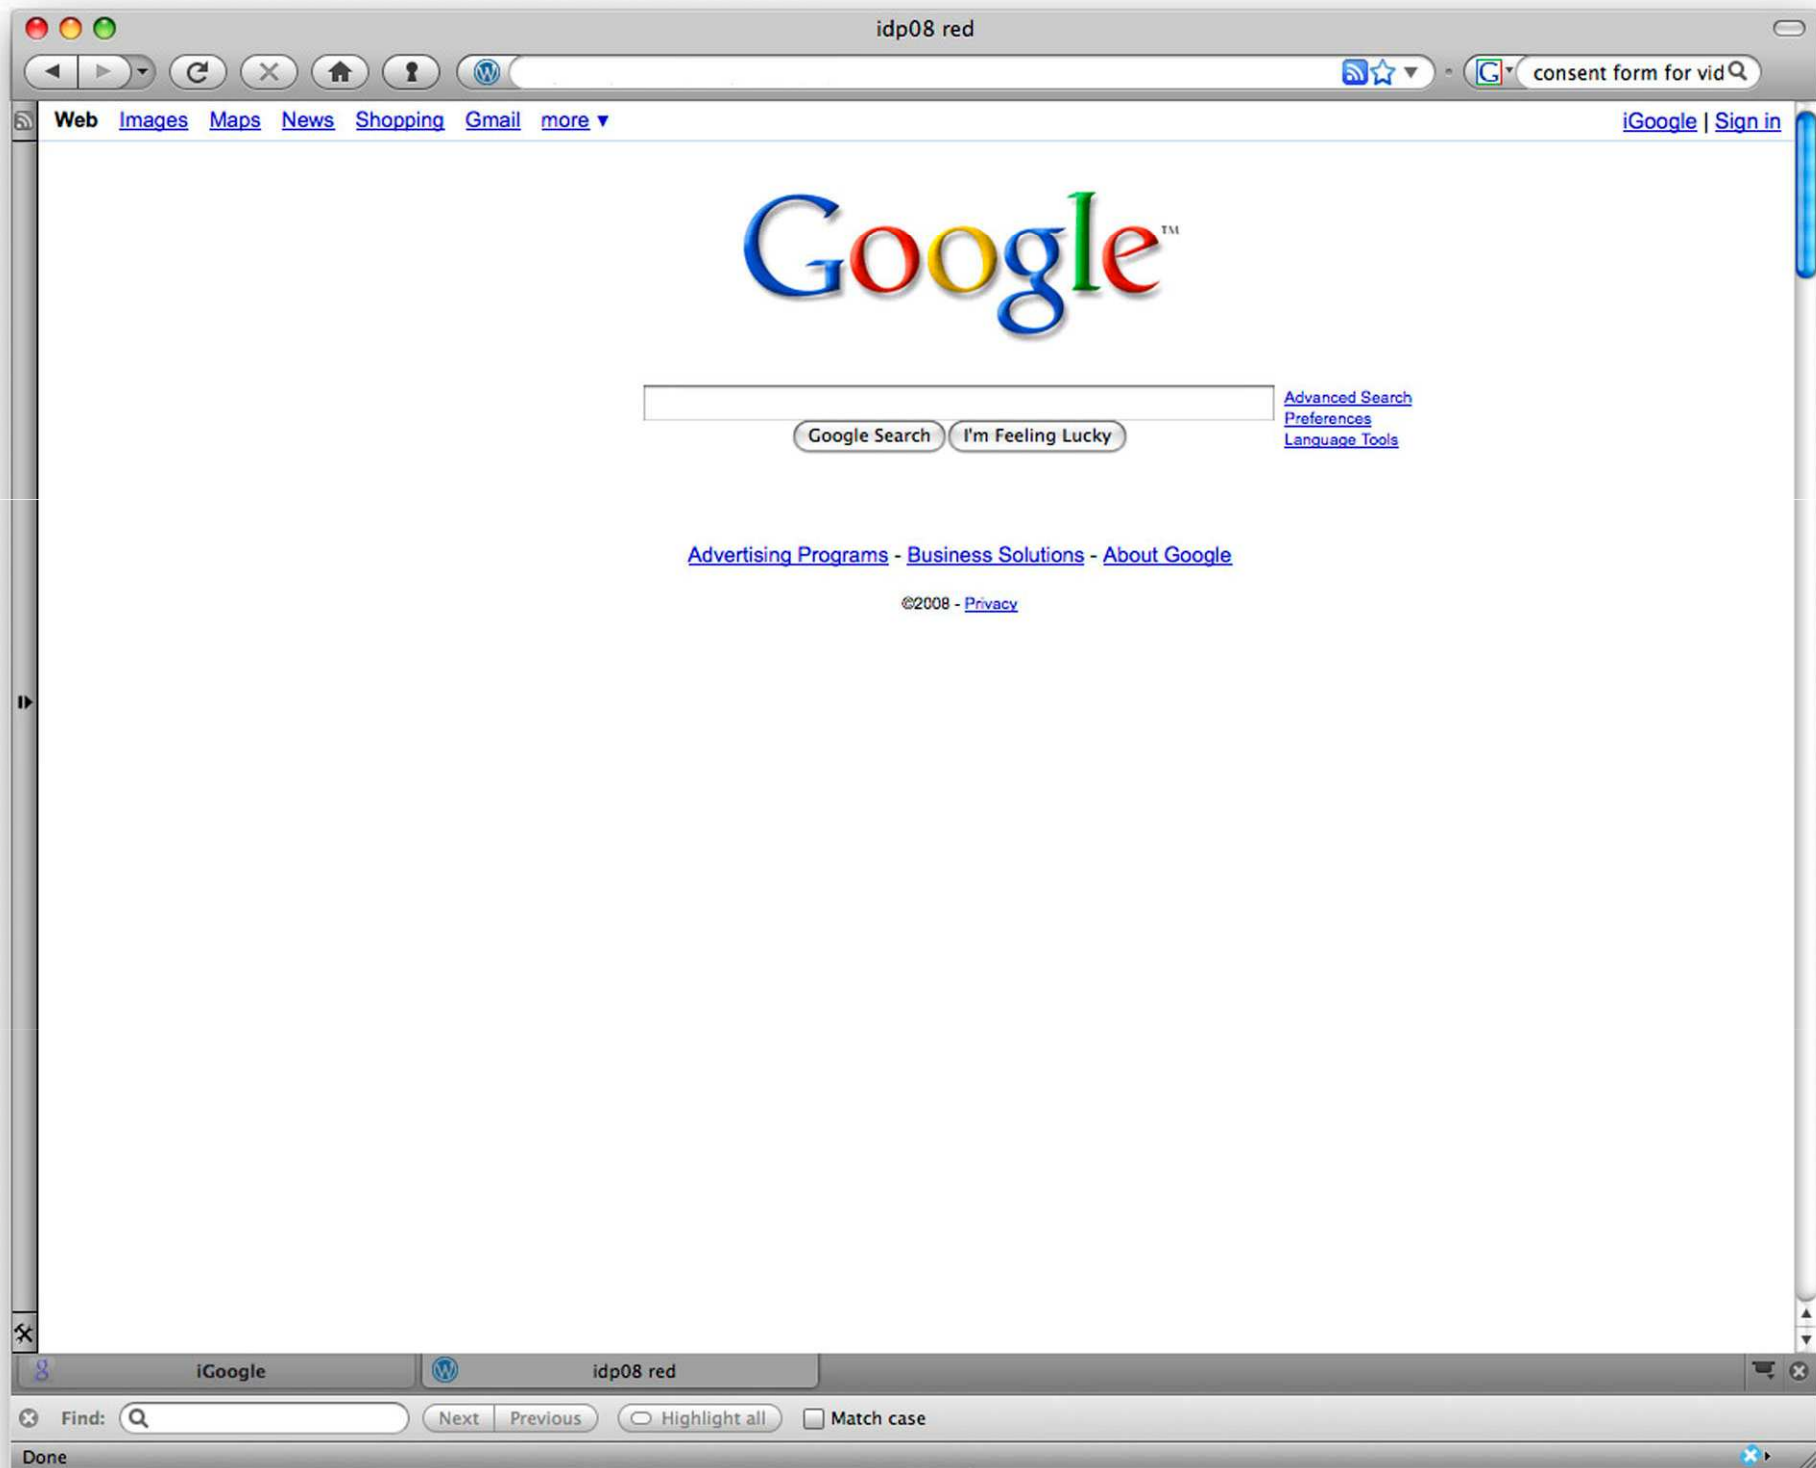 idp08 red
consent form for vid
Web Images Maps News Shopping Gmail more ▼ iGoogle | Sign in
Google™
Advanced Search
Preferences
Language Tools
Google Search I'm Feeling Lucky
Advertising Programs - Business Solutions - About Google
©2008 - Privacy
iGoogle idp08 red
Find: Next Previous Highlight all Match case
Done